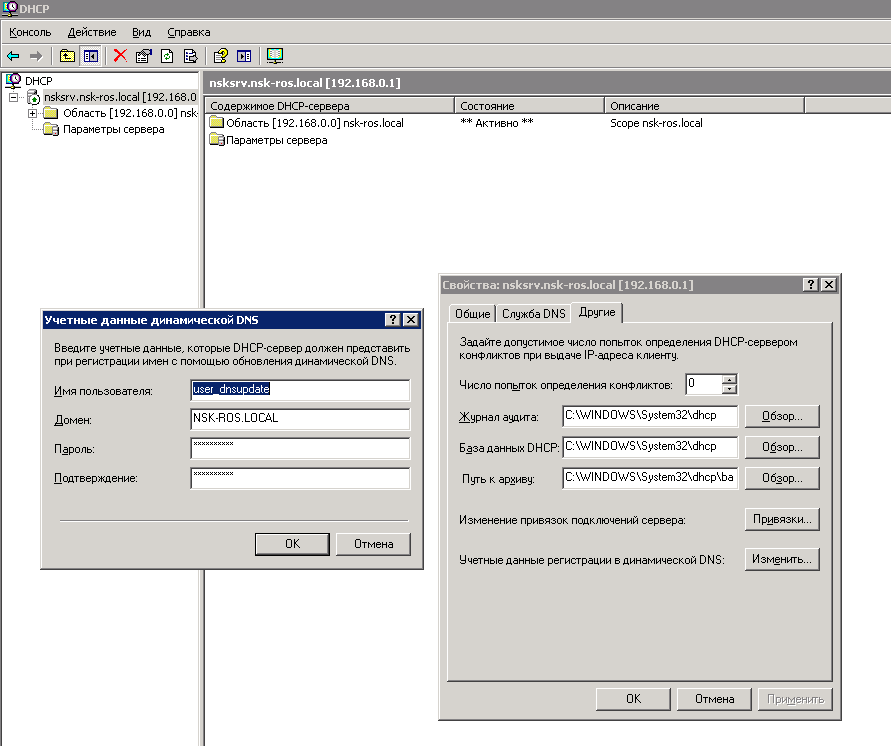 DHCP
Консоль Действие Вид Справка
DHCP
nsksrv.nsk-ros.local [192.168.0
Область [192.168.0.0] nsk
Параметры сервера
nsksrv.nsk-ros.local [192.168.0.1]
Содержимое DHCP-сервера Состояние Описание
Область [192.168.0.0] nsk-ros.local ** Активно ** Scope nsk-ros.local
Параметры сервера
Учетные данные динамической DNS
Введите учетные данные, которые DHCP-сервер должен представить
при регистрации имен с помощью обновления динамической DNS.
Имя пользователя: user_dnsupdate
Домен: NSK-ROS.LOCAL
Пароль: **********
Подтверждение: **********
OK Отмена
Свойства: nsksrv.nsk-ros.local [192.168.0.1]
Общие Служба DNS Другие
Задайте допустимое число попыток определения DHCP-сервером
конфликтов при выдаче IP-адреса клиенту.
Число попыток определения конфликтов: 0
Журнал аудита: C:\WINDOWS\System32\dhcp Обзор...
База данных DHCP: C:\WINDOWS\System32\dhcp Обзор...
Путь к архиву: C:\WINDOWS\System32\dhcp\ba Обзор...
Изменение привязок подключений сервера: Привязки...
Учетные данные регистрации в динамической DNS: Изменить...
OK Отмена Применить